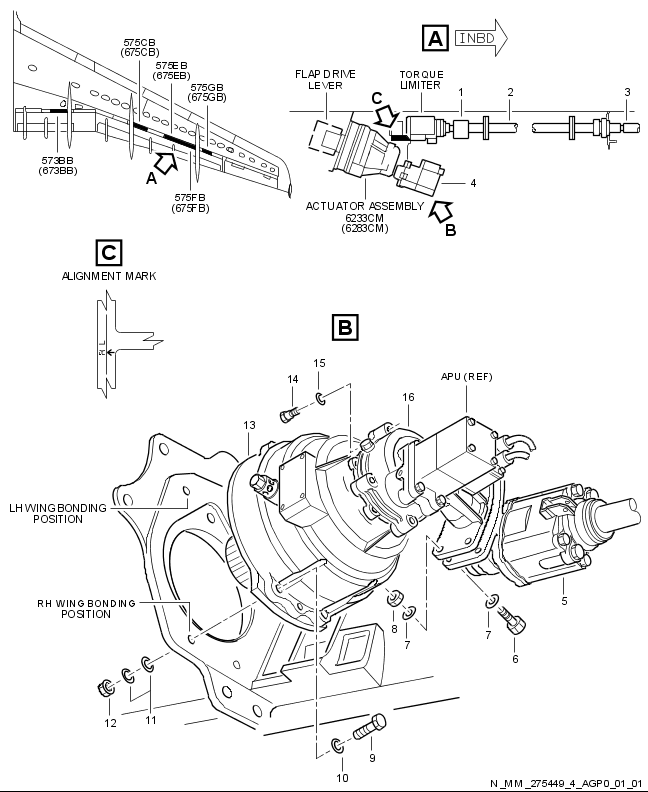 575CB
(675CB)
575EB
(675EB)
575GB
(675GB)
573BB
(673BB)
A
575FB
(675FB)
A
INBD
FLAP DRIVE
LEVER
TORQUE
LIMITER
C
1
2
3
4
ACTUATOR ASSEMBLY
6233CM
(6283CM)
B
C
ALIGNMENT MARK
R L
B
15
14
16
APU (REF)
13
LH WING BONDING
POSITION
RH WING BONDING
POSITION
5
8
7
7
6
12
11
10
9
N_MM_275449_4_AGP0_01_01